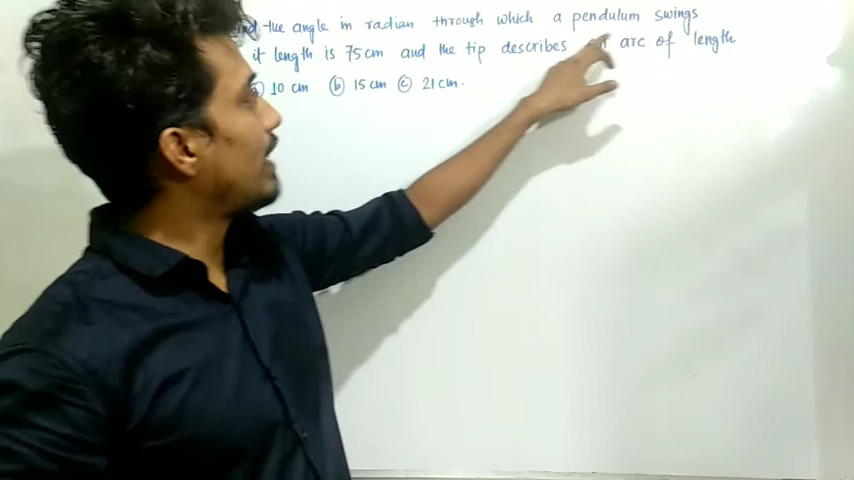 the angle in radian through which a pendulum swings
it length is 75 cm and the tip describes arc of length
10 cm (b) 15 cm (c) 21 cm.